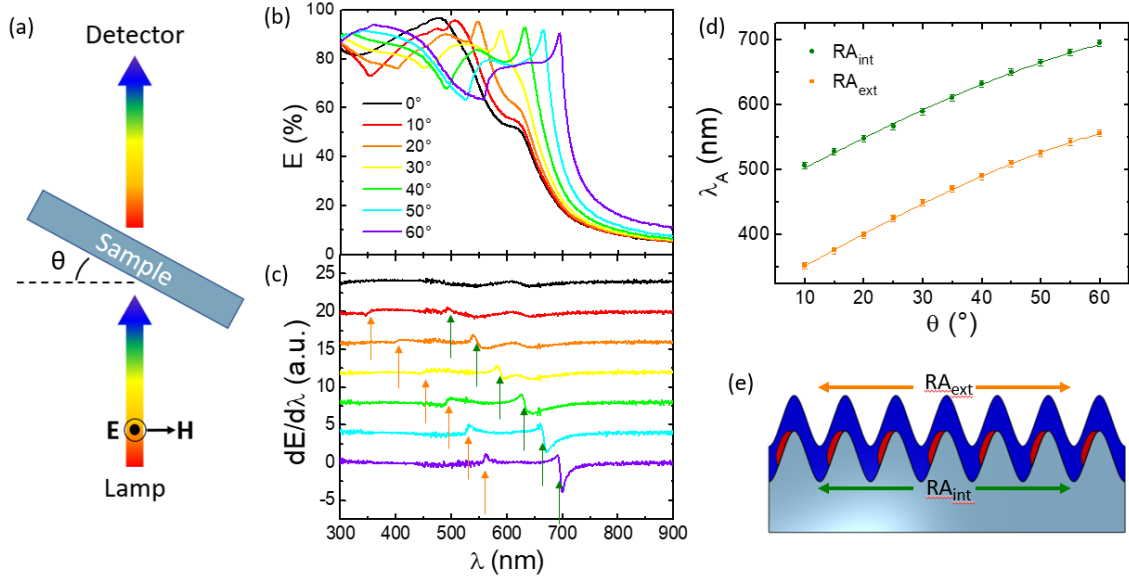 (a)
Detector
Sample
θ
E
H
Lamp
(b)
E (%)
100
80
60
40
20
0
0°
10°
20°
30°
40°
50°
60°
(c)
dE/dλ (a.u.)
25
20
15
10
5
0
-5
300 400 500 600 700 800 900
λ (nm)
(d)
λA (nm)
700
600
500
400
RAint
RAext
10 20 30 40 50 60
θ (°)
(e)
RAext
RAint